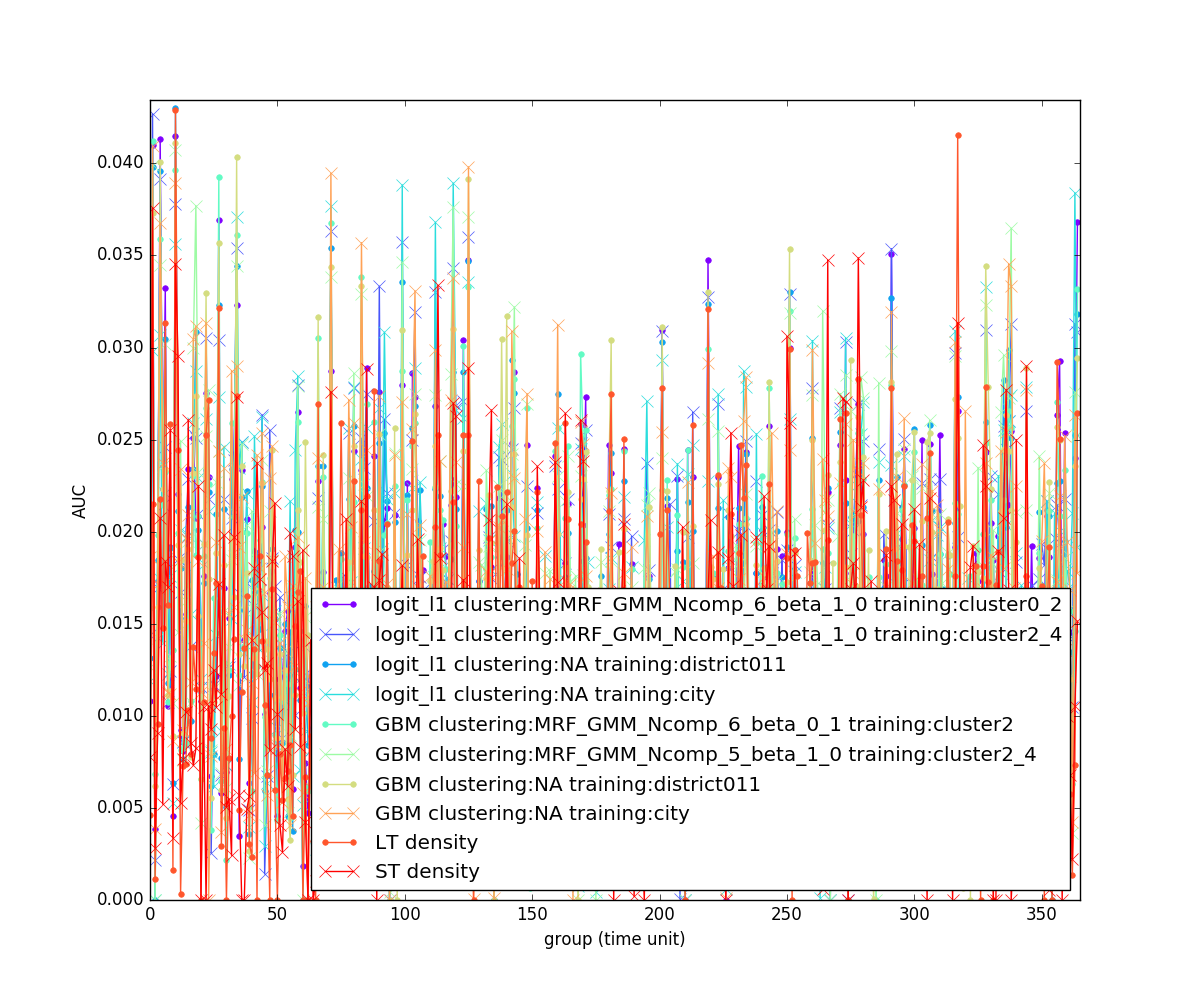 0.040
0.035
0.030
0.025
0.020
0.015
0.010
0.005
0.000
AUC
logit_l1 clustering:MRF_GMM_Ncomp_6_beta_1_0 training:cluster0_2
logit_l1 clustering:MRF_GMM_Ncomp_5_beta_1_0 training:cluster2_4
logit_l1 clustering:NA training:district011
logit_l1 clustering:NA training:city
GBM clustering:MRF_GMM_Ncomp_6_beta_0_1 training:cluster2
GBM clustering:MRF_GMM_Ncomp_5_beta_1_0 training:cluster2_4
GBM clustering:NA training:district011
GBM clustering:NA training:city
LT density
ST density
0 50 100 150 200 250 300 350
group (time unit)